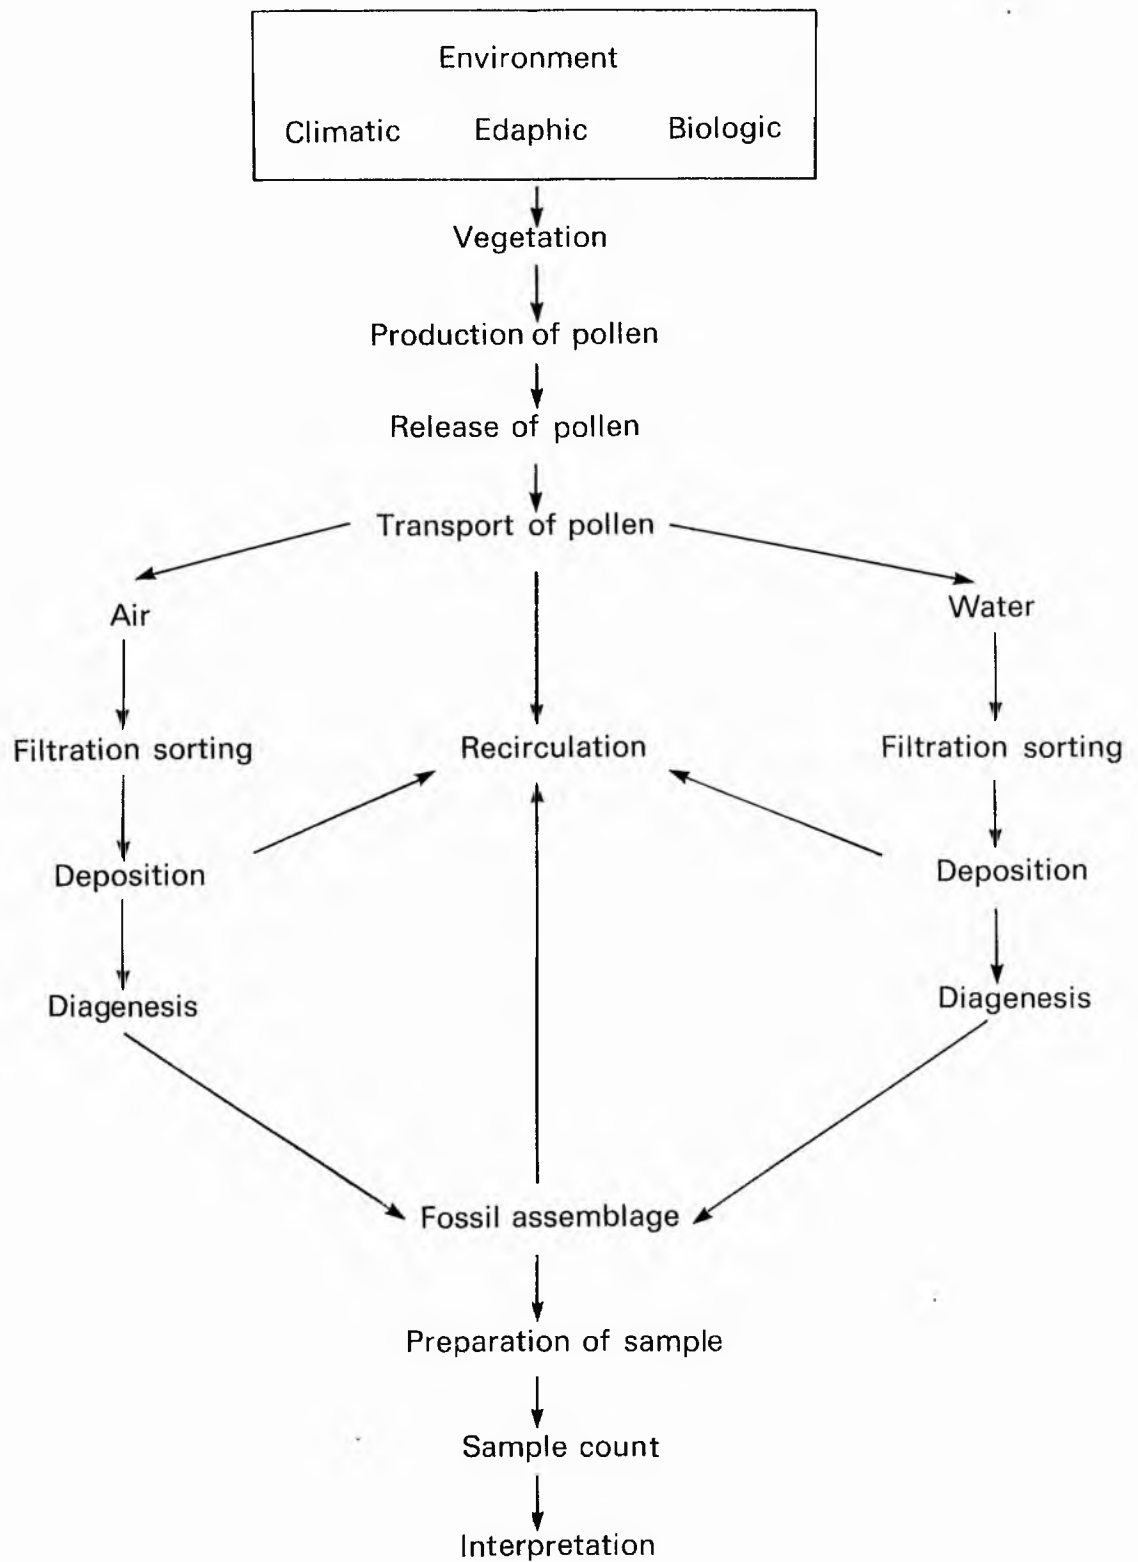 Environment
Climatic Edaphic Biologic
Vegetation
Production of pollen
Release of pollen
Transport of pollen
Air
Water
Filtration sorting
Recirculation
Filtration sorting
Deposition
Deposition
Diagenesis
Diagenesis
Fossil assemblage
Preparation of sample
Sample count
Interpretation